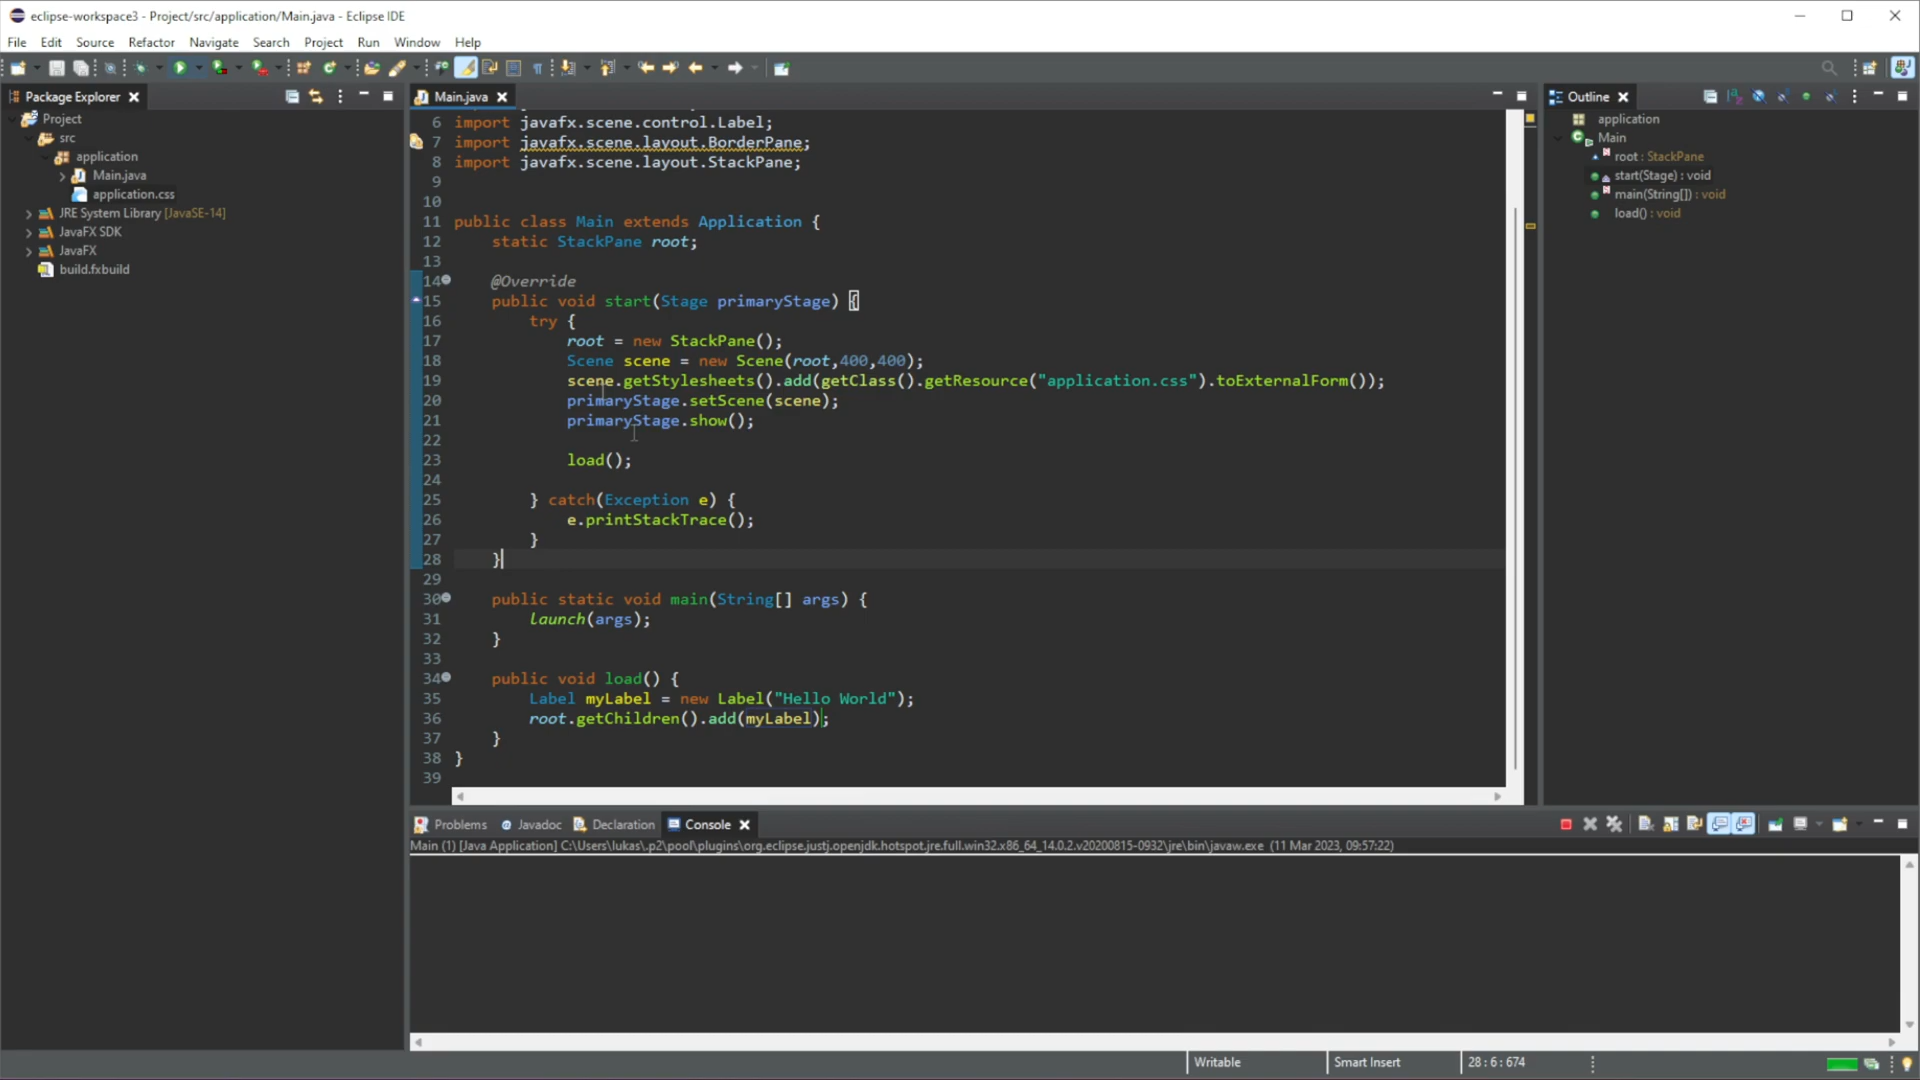 eclipse-workspace3 - Project/src/application/Main.java - Eclipse IDE
File Edit Source Refactor Navigate Search Project Run Window Help
Package Explorer
Project
src
application
Main.java
application.css
JRE System Library [JavaSE-14]
JavaFX SDK
JavaFX
build.fxbuild
Main.java
6 import javafx.scene.control.Label;
7 import javafx.scene.layout.BorderPane;
8 import javafx.scene.layout.StackPane;
9
10
11 public class Main extends Application {
12 static StackPane root;
13
14 @Override
15 public void start(Stage primaryStage) {
16 try {
17 root = new StackPane();
18 Scene scene = new Scene(root,400,400);
19 scene.getStylesheets().add(getClass().getResource("application.css").toExternalForm());
20 primaryStage.setScene(scene);
21 primaryStage.show();
22
23 load();
24
25 } catch(Exception e) {
26 e.printStackTrace();
27 }
28 }
29
30 public static void main(String[] args) {
31 launch(args);
32 }
33
34 public void load() {
35 Label myLabel = new Label("Hello World");
36 root.getChildren().add(myLabel);
37 }
38 }
39
Outline
application
Main
root : StackPane
start(Stage) : void
main(String[]) : void
load() : void
Problems @ Javadoc Declaration Console
Main (1) [Java Application] C:\Users\lukas\.p2\pool\plugins\org.eclipse.justj.openjdk.hotspot.jre.full.win32.x86_64_14.0.2.v20200815-0932\jre\bin\javaw.exe (11 Mar 2023, 09:57:22)
Writable Smart Insert 28 : 6 : 674